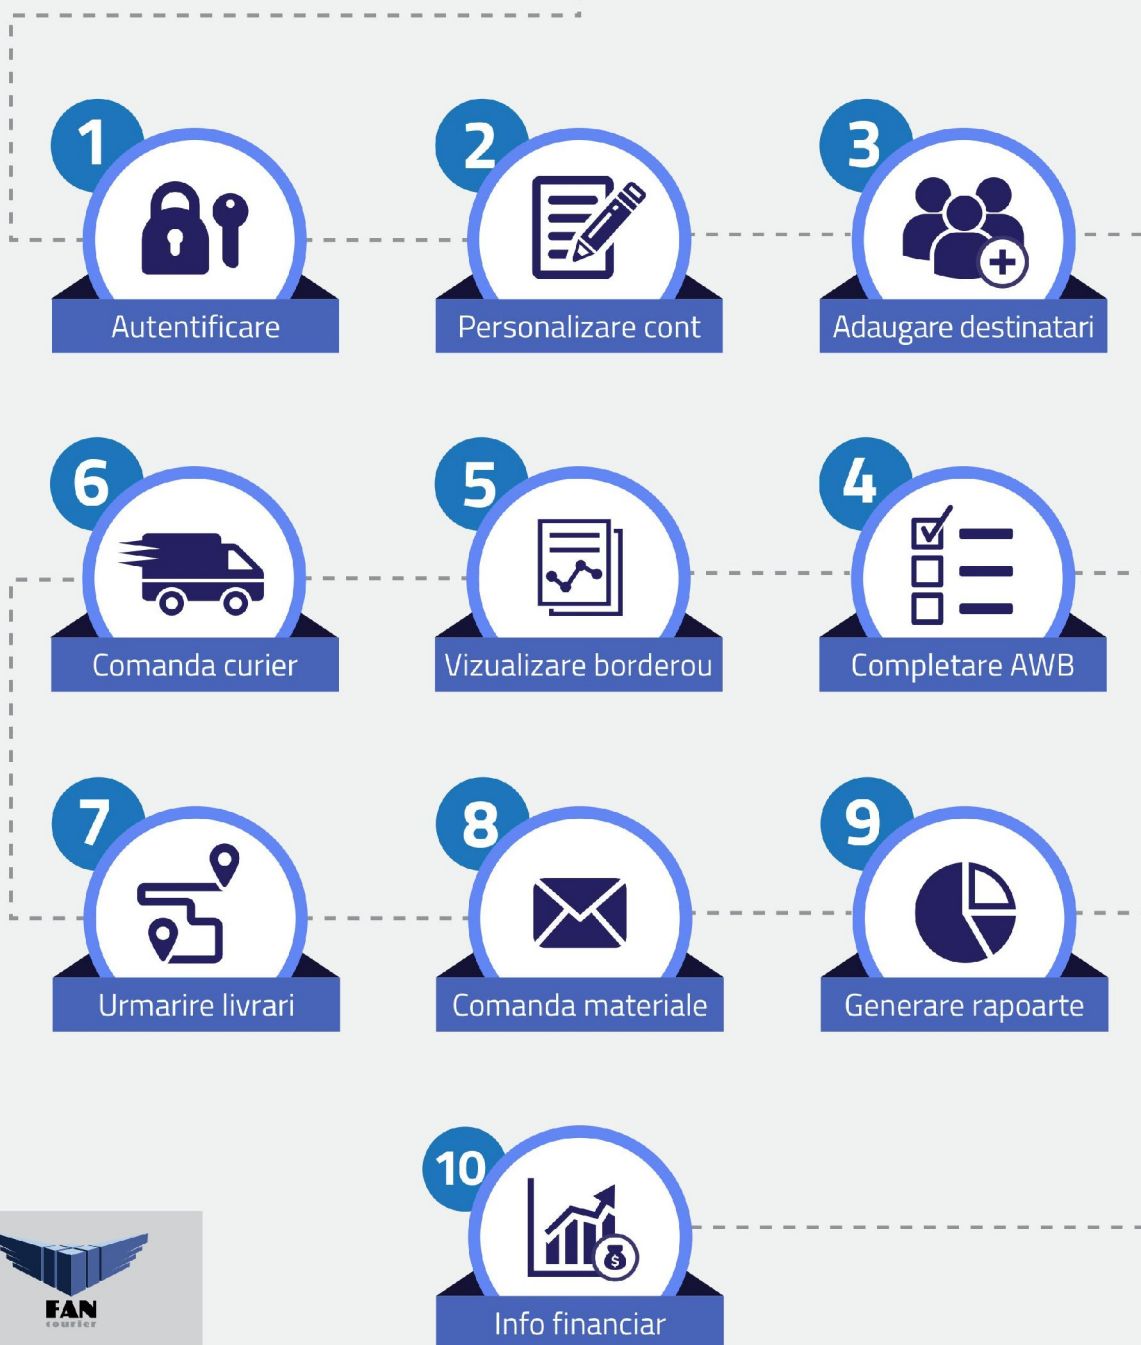 1
Autentificare
2
Personalizare cont
3
Adaugare destinatari
6
Comanda curier
5
Vizualizare borderou
4
Completare AWB
7
Urmarire livrari
8
Comanda materiale
9
Generare rapoarte
10
Info financiar
$
FAN
courier